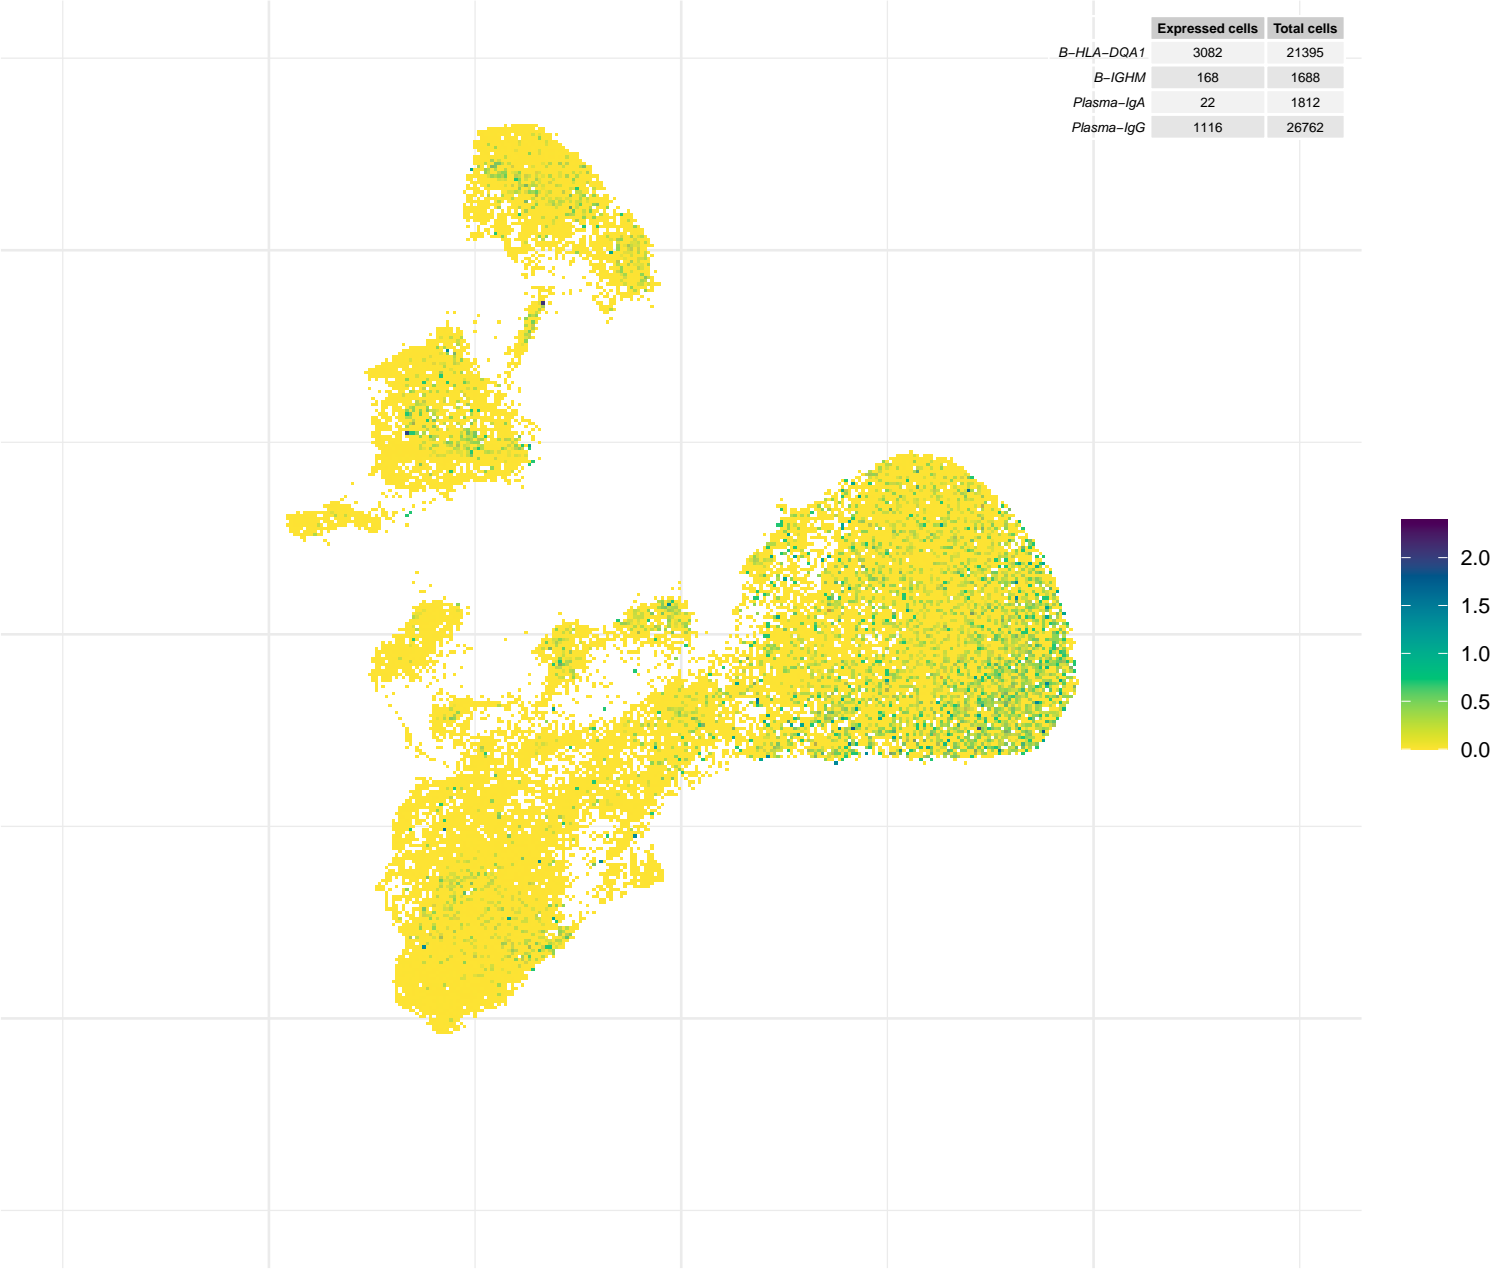 Expressed cells Total cells
B−HLA−DQA1 3082 21395
B−IGHM 168 1688
Plasma−IgA 22 1812
Plasma−IgG 1116 26762
2.0
1.5
1.0
0.5
0.0